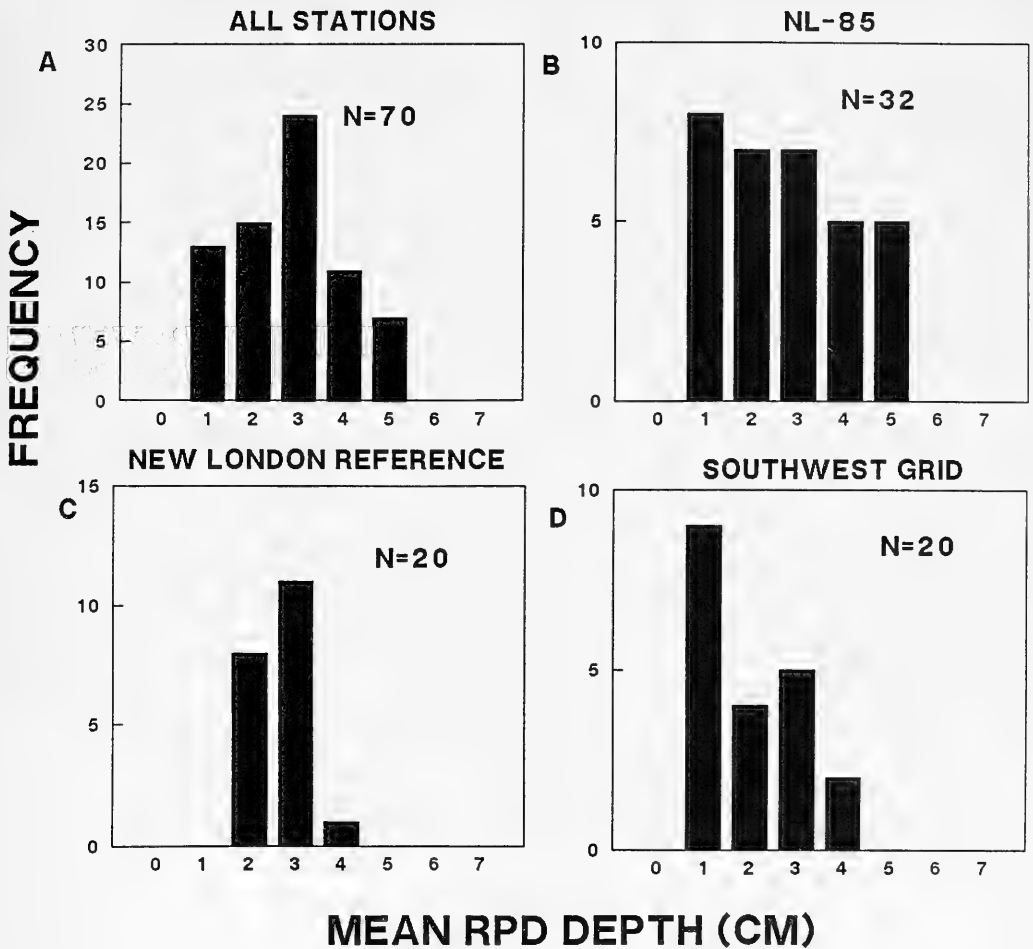 ALL STATIONS
A
N=70
30
25
20
15
10
5
0
0 1 2 3 4 5 6 7
NL-85
B
N=32
10
5
0
0 1 2 3 4 5 6 7
FREQUENCY
NEW LONDON REFERENCE
C
N=20
15
10
5
0
0 1 2 3 4 5 6 7
SOUTHWEST GRID
D
N=20
10
5
0
0 1 2 3 4 5 6 7
MEAN RPD DEPTH (CM)